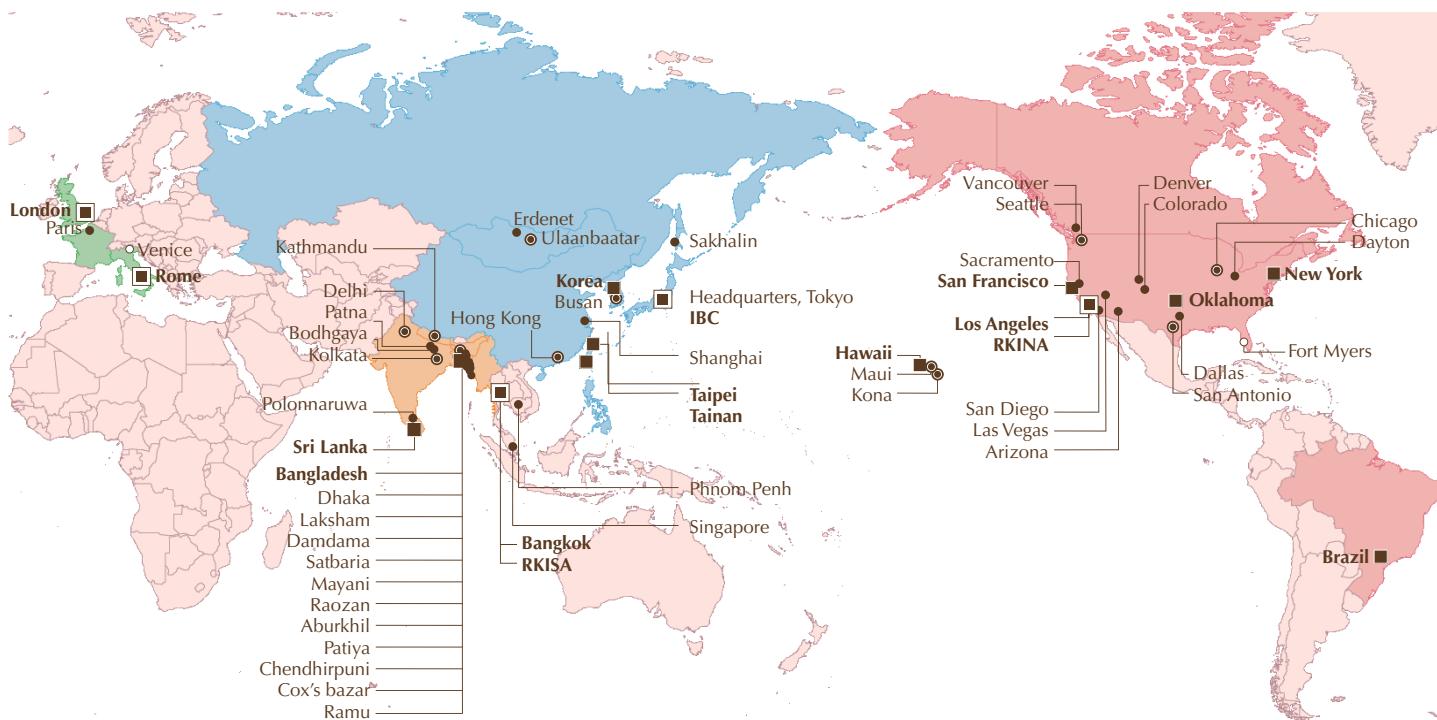 London
Paris
Venice
Rome
Kathmandu
Delhi
Patna
Bodhgaya
Kolkata
Polonnaruwa
Sri Lanka
Bangladesh
Dhaka
Laksham
Damdama
Satbaria
Mayani
Raozan
Aburkhil
Patiya
Chendhirpuni
Cox's bazar
Ramu
Erdenet
Ulaanbaatar
Sakhalin
Korea
Busan
Headquarters, Tokyo
IBC
Hong Kong
Shanghai
Taipei
Tainan
Phnom Penh
Singapore
Bangkok
RKISA
Hawaii
Maui
Kona
Vancouver
Seattle
Sacramento
San Francisco
Los Angeles
RKINA
San Diego
Las Vegas
Arizona
Denver
Colorado
Chicago
Dayton
New York
Oklahoma
Fort Myers
Dallas
San Antonio
Brazil